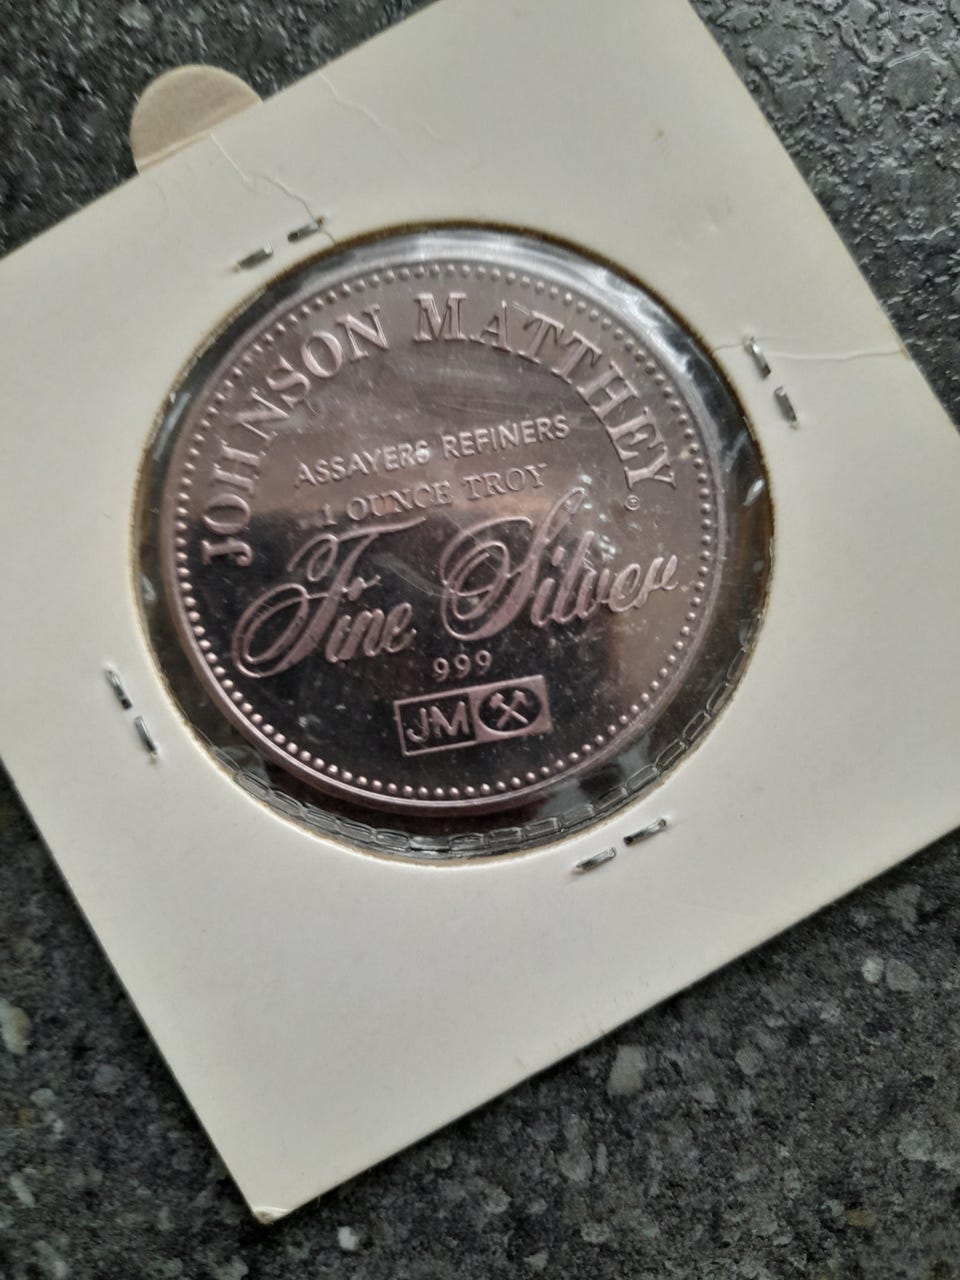 JOHNSON MATTHEY
ASSAYERS REFINERS
1 OUNCE TROY
Fine Silver
999
JM